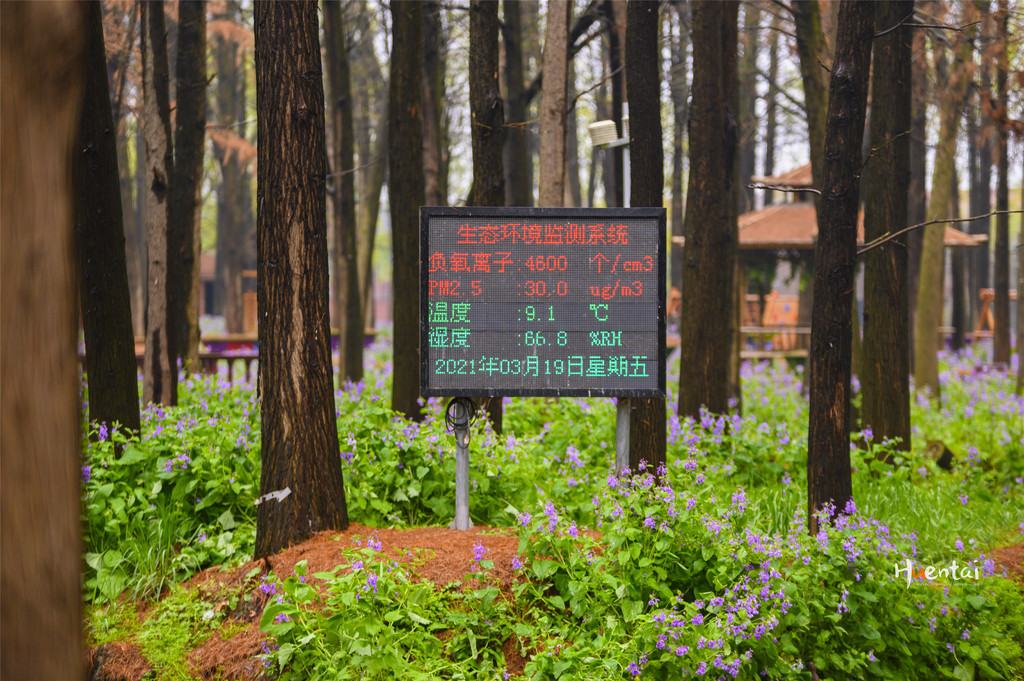 生态环境监测系统
负氧离子:4600 个/cm3
PM2.5 :30.0 ug/m3
温度 :9.1 ℃
湿度 :66.8 %RH
2021年03月19日星期五
Huentai